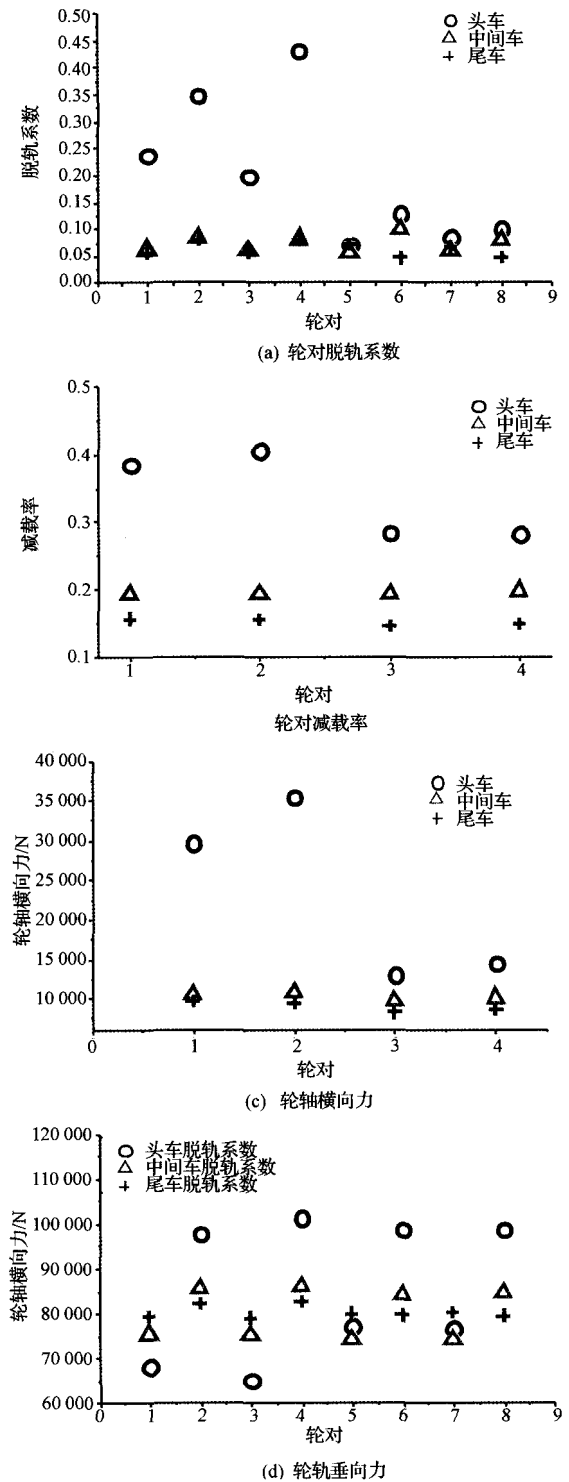 0.50
0.45
0.40
0.35
0.30
0.25
0.20
0.15
0.10
0.05
0.00
脱轨系数
头车
中间车
尾车
0 1 2 3 4 5 6 7 8 9
轮对
(a) 轮对脱轨系数
0.5
0.4
0.3
0.2
0.1
减载率
头车
中间车
尾车
1 2 3 4
轮对
轮对减载率
40 000
35 000
30 000
25 000
20 000
15 000
10 000
轮轴横向力/N
头车
中间车
尾车
0 1 2 3 4
轮对
(c) 轮轴横向力
120 000
110 000
100 000
90 000
80 000
70 000
60 000
轮轴横向力/N
头车脱轨系数
中间车脱轨系数
尾车脱轨系数
0 1 2 3 4 5 6 7 8 9
轮对
(d) 轮轨垂向力